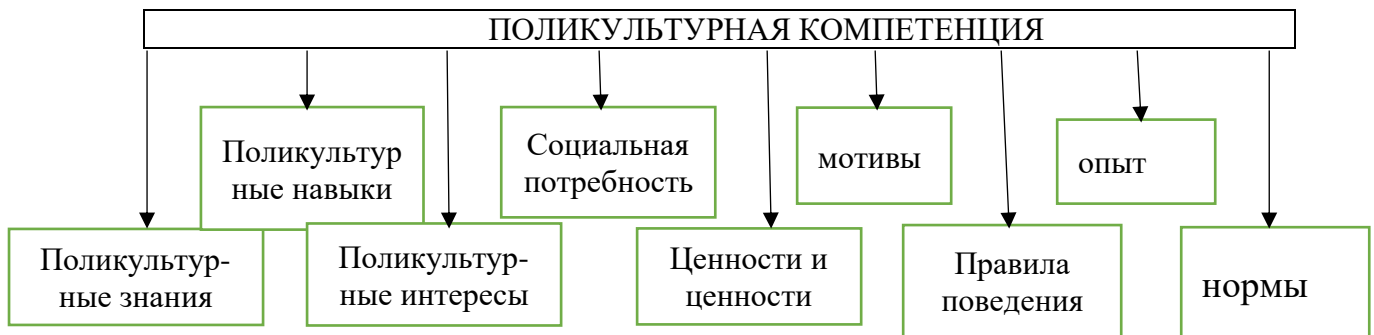 ПОЛИКУЛЬТУРНАЯ КОМПЕТЕНЦИЯ
Поликультур
ные навыки
Социальная
потребность
мотивы
опыт
Поликультур-
ные знания
Поликультур-
ные интересы
Ценности и
ценности
Правила
поведения
нормы